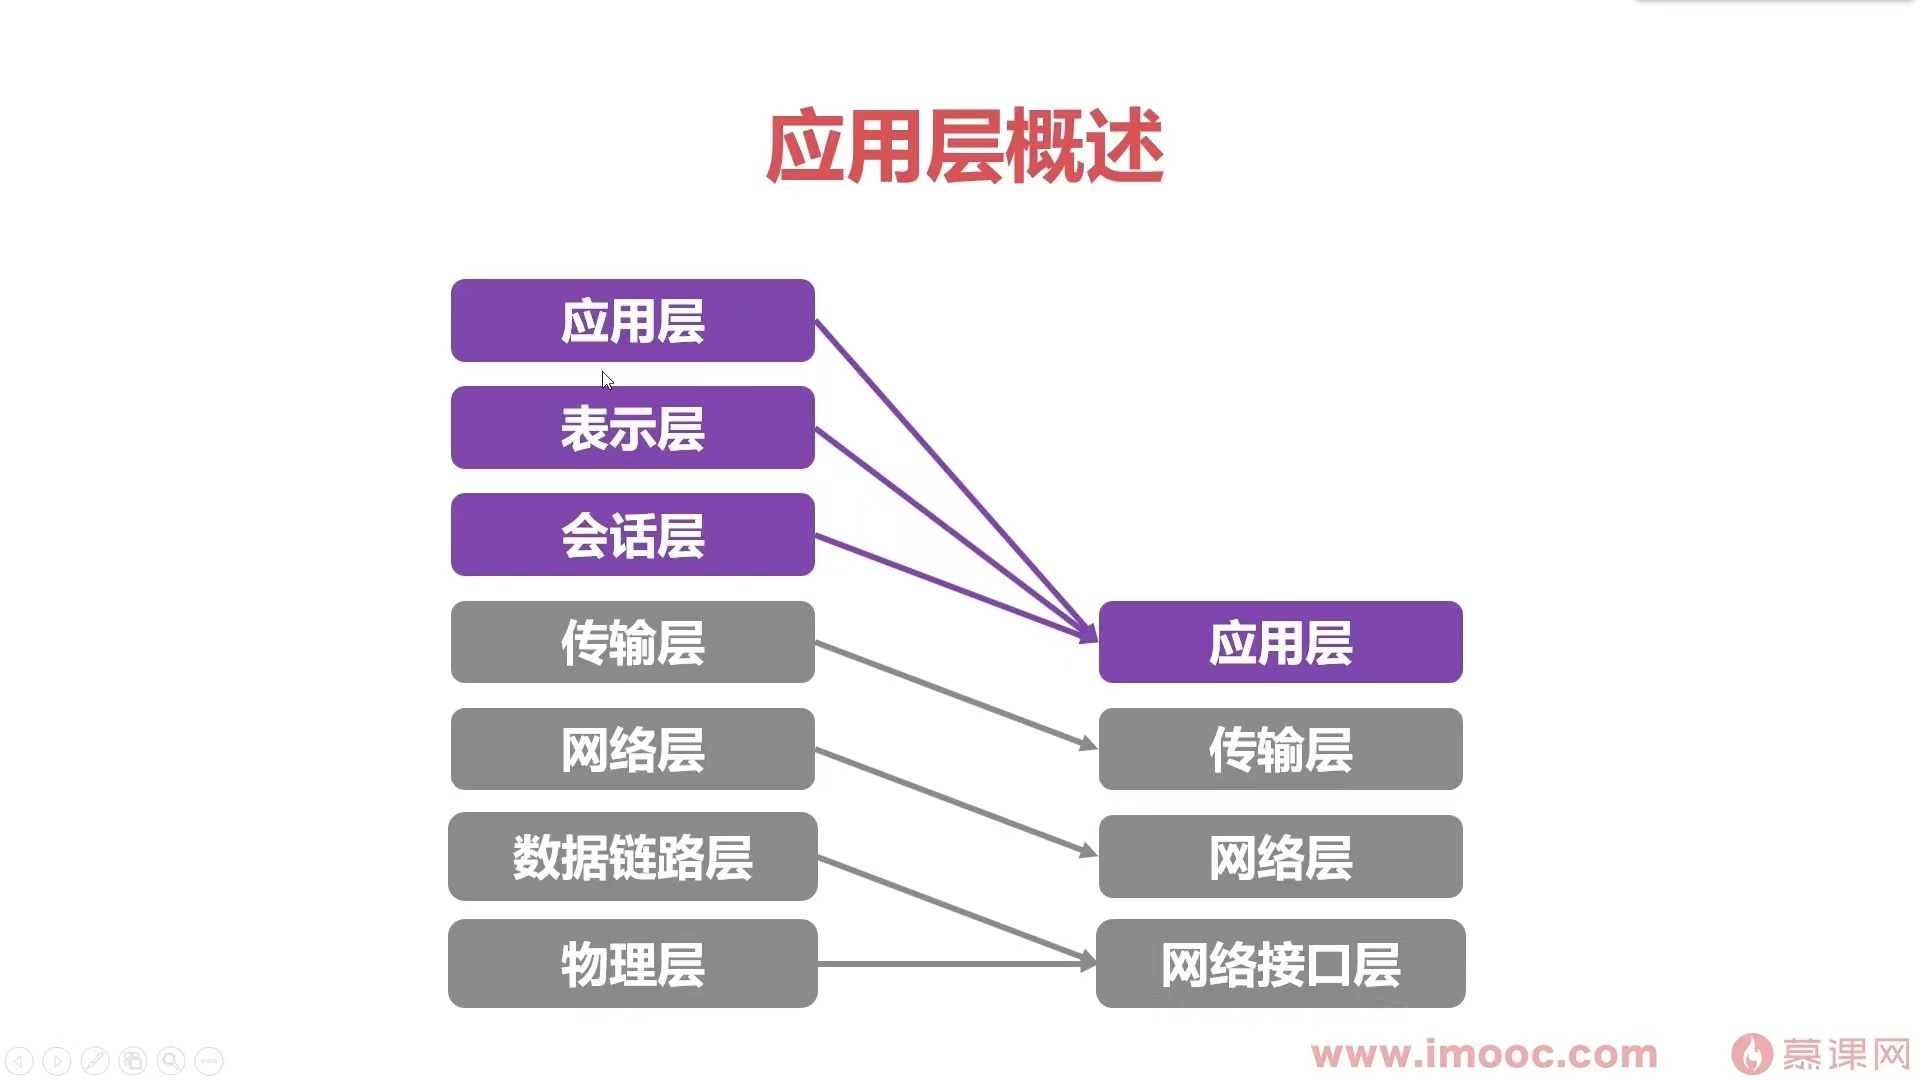 应用层概述
应用层
表示层
会话层
传输层
网络层
数据链路层
物理层
应用层
传输层
网络层
网络接口层
www.imooc.com
慕课网